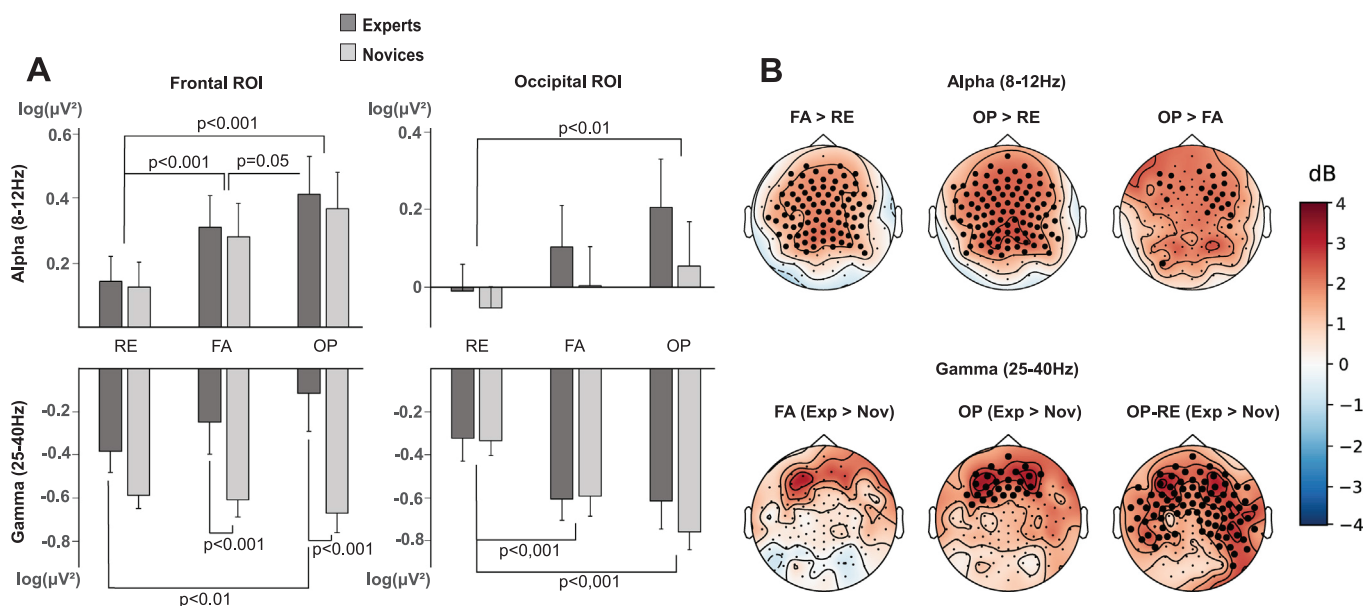 Experts
Novices
A
Frontal ROI
Occipital ROI
log(μV²)
log(μV²)
Alpha (8-12Hz)
0.6
0.4
0.2
p<0.001
p<0.001
p=0.05
0.4
0.2
0
p<0.01
RE
FA
OP
RE
FA
OP
Gamma (25-40Hz)
-0.2
-0.4
-0.6
-0.8
log(μV²)
p<0.001
p<0.001
p<0.01
-0.2
-0.4
-0.6
-0.8
log(μV²)
p<0.001
p<0,001
B
Alpha (8-12Hz)
FA > RE
OP > RE
OP > FA
Gamma (25-40Hz)
FA (Exp > Nov)
OP (Exp > Nov)
OP-RE (Exp > Nov)
dB
4
3
2
1
0
−1
−2
−3
−4